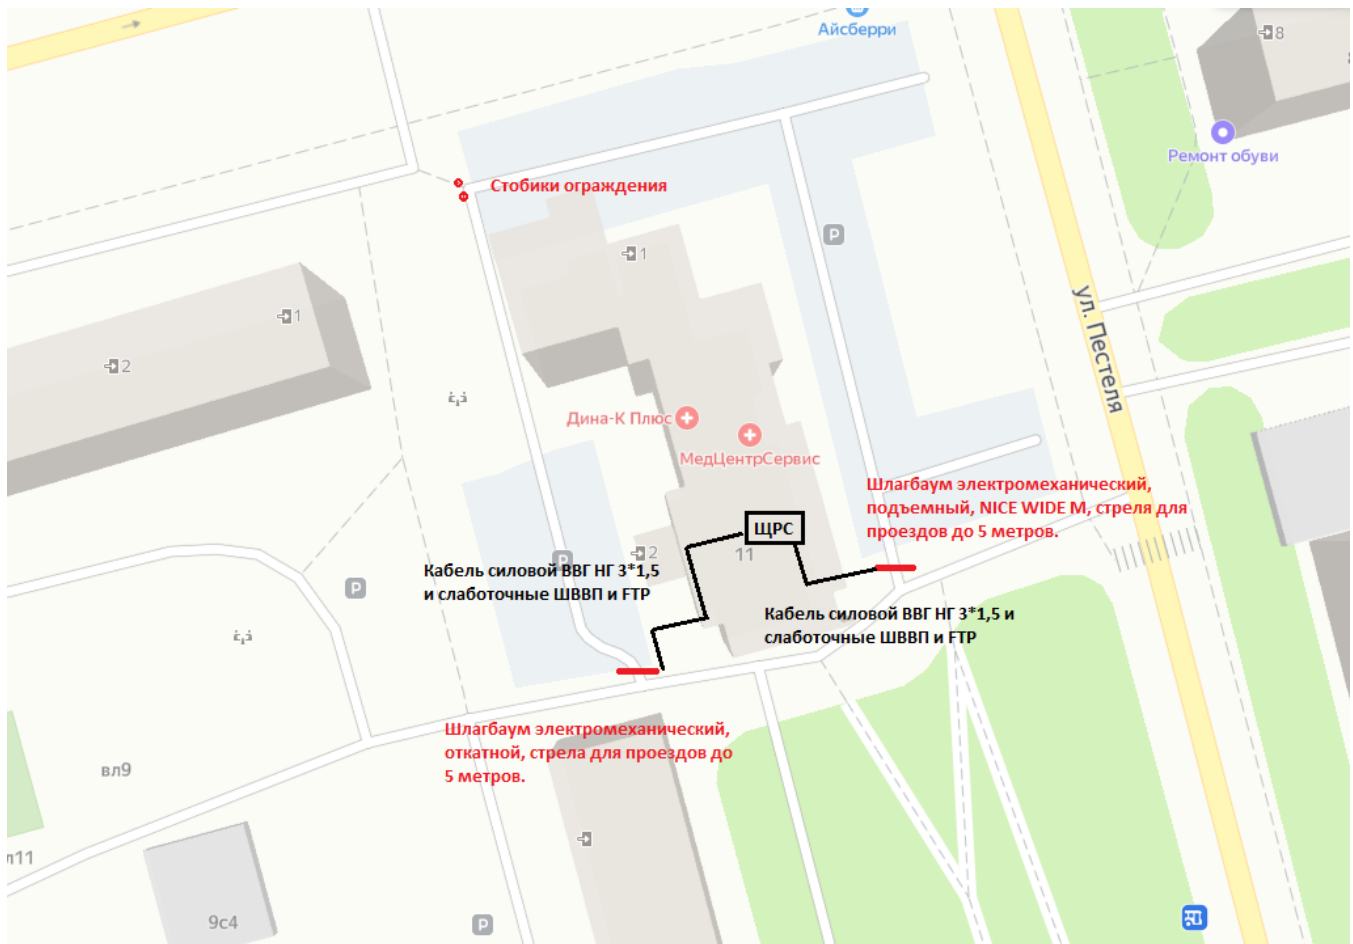 Айсберри
8
Ремонт обуви
Стобики ограждения
P
1
1
2
ул. Пестеля
Дина-К Плюс
МедЦентрСервис
Шлагбаум электромеханический,
подъемный, NICE WIDE M, стреля для
проездов до 5 метров.
ЩРС
11
2
P
P
Кабель силовой ВВГ НГ 3*1,5
и слаботочные ШВВП и FTP
Кабель силовой ВВГ НГ 3*1,5 и
слаботочные ШВВП и FTP
Шлагбаум электромеханический,
откатной, стрела для проездов до
5 метров.
вл9
л11
9с4
P